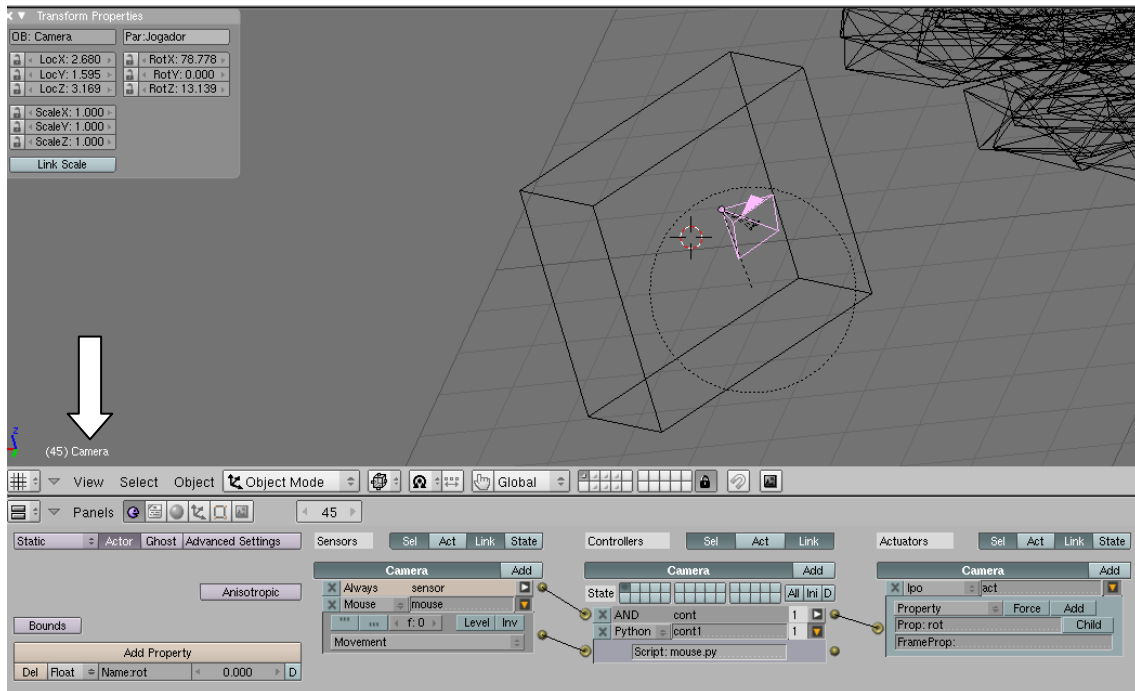 Transform Properties
OB: Camera Par:Jogador
LocX: 2.680 RotX: 78.778
LocY: 1.595 RotY: 0.000
LocZ: 3.169 RotZ: 13.139
ScaleX: 1.000
ScaleY: 1.000
ScaleZ: 1.000
Link Scale
z
(45) Camera
View Select Object Object Mode Global
Panels 45
Static Actor Ghost Advanced Settings Sensors Sel Act Link State Controllers Sel Act Link Actuators Sel Act Link State
Camera Add Camera Add Camera Add
Always sensor State All Ini D Ipo act
Mouse mouse AND cont 1 Property Force Add
Anisotropic f: 0 Level Inv Python cont1 1 Prop: rot Child
Bounds Movement Script: mouse.py FrameProp:
Add Property
Del Float Name:rot 0.000 D